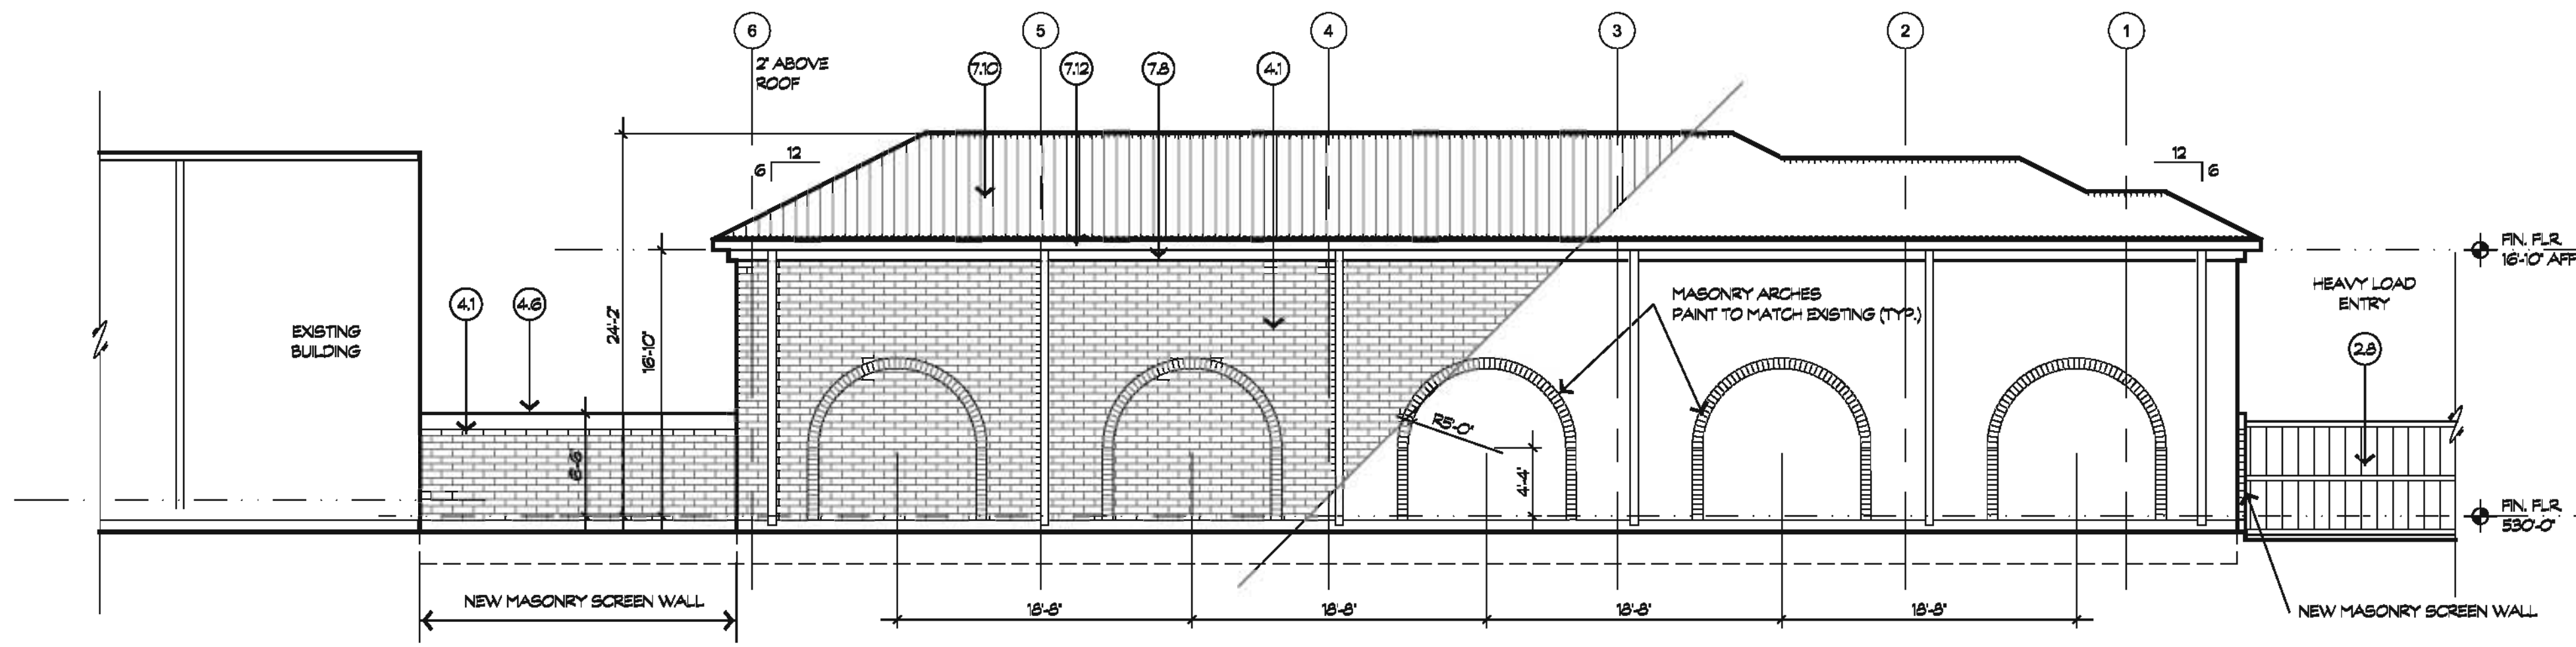 6
5
4
3
2
1
2" ABOVE
ROOF
7.10
7.12
7.8
4.1
12
6
12
6
24'-2"
16'-10"
FIN. FLR.
16'-10" AFF
HEAVY LOAD
ENTRY
2.8
MASONRY ARCHES
PAINT TO MATCH EXISTING (TYP.)
4.1
4.6
EXISTING
BUILDING
R5'-0"
4'-4"
FIN. FLR.
530'-0"
NEW MASONRY SCREEN WALL
18'-8"
18'-8"
18'-8"
18'-8"
NEW MASONRY SCREEN WALL